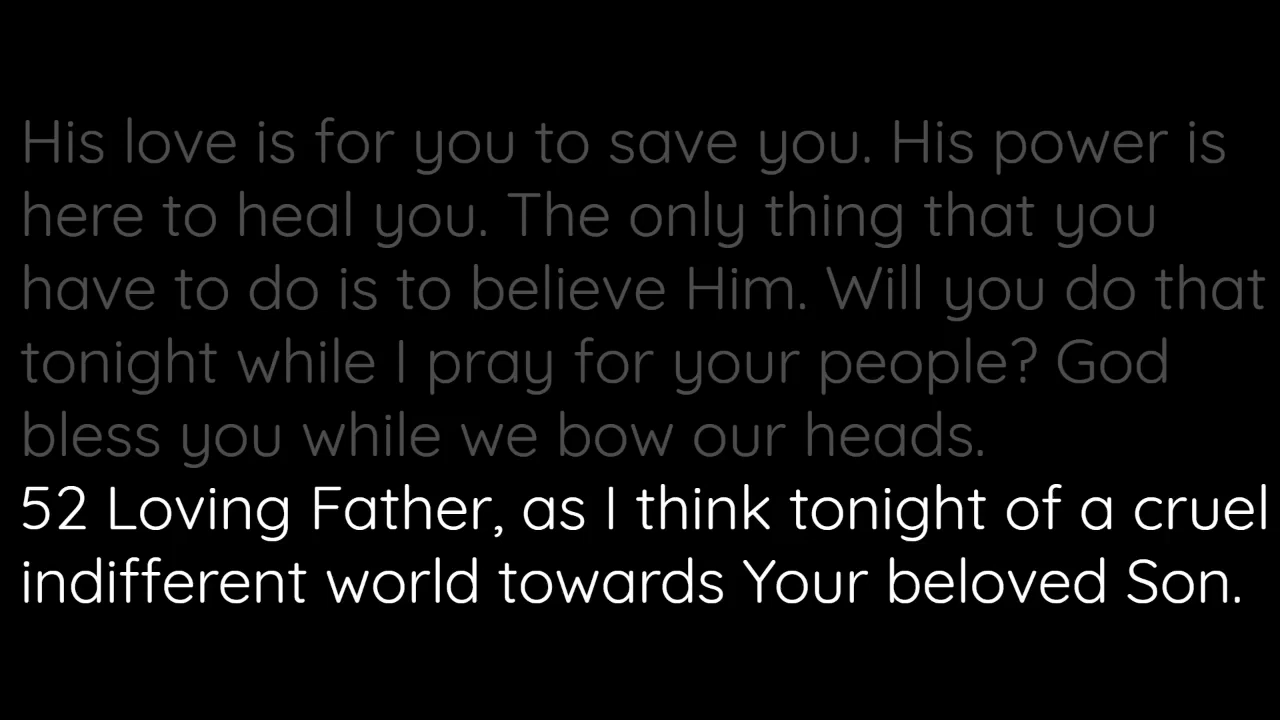 His love is for you to save you. His power is
here to heal you. The only thing that you
have to do is to believe Him. Will you do that
tonight while I pray for your people? God
bless you while we bow our heads.
52 Loving Father, as I think tonight of a cruel
indifferent world towards Your beloved Son.